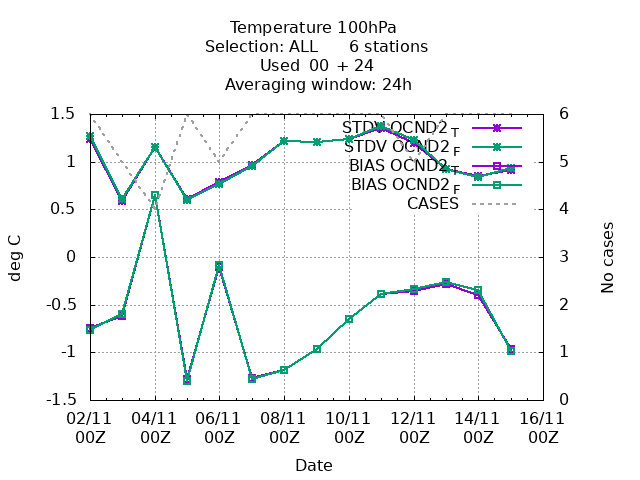 Temperature 100hPa
Selection: ALL 6 stations
Used 00 + 24
Averaging window: 24h
1.5
1
0.5
0
-0.5
-1
-1.5
deg C
6
5
4
3
2
1
0
No cases
STDV OCND2 T
STDV OCND2 F
BIAS OCND2 T
BIAS OCND2 F
CASES
02/11 04/11 06/11 08/11 10/11 12/11 14/11 16/11
00Z 00Z 00Z 00Z 00Z 00Z 00Z 00Z
Date